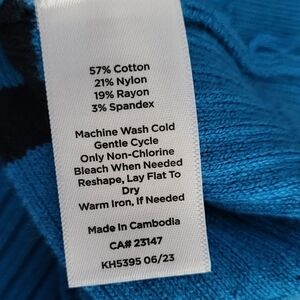 57% Cotton
21% Nylon
19% Rayon
3% Spandex
Machine Wash Cold
Gentle Cycle
Only Non-Chlorine
Bleach When Needed
Reshape, Lay Flat To
Dry
Warm Iron, If Needed
Made In Cambodia
CA# 23147
KH5395 06/23